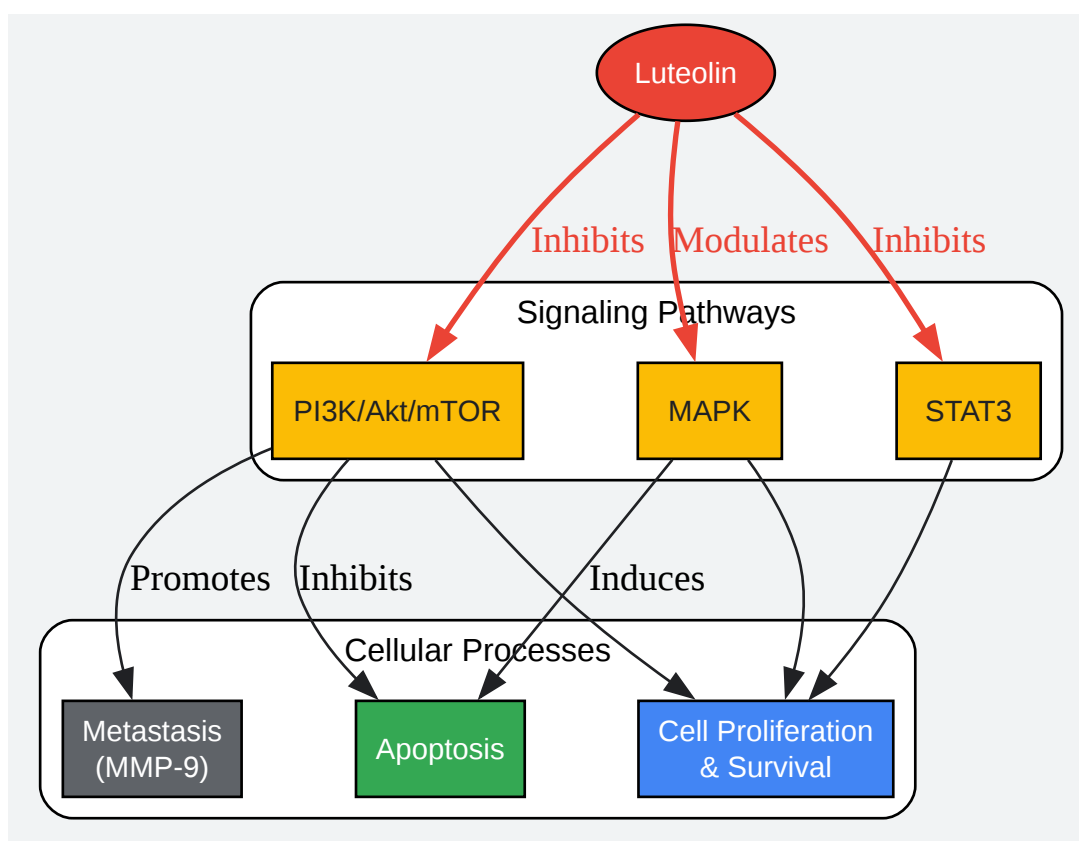 Luteolin
Inhibits
Modulates
Inhibits
Signaling Pathways
PI3K/Akt/mTOR
MAPK
STAT3
Promotes
Inhibits
Induces
Cellular Processes
Metastasis
(MMP-9)
Apoptosis
Cell Proliferation
& Survival